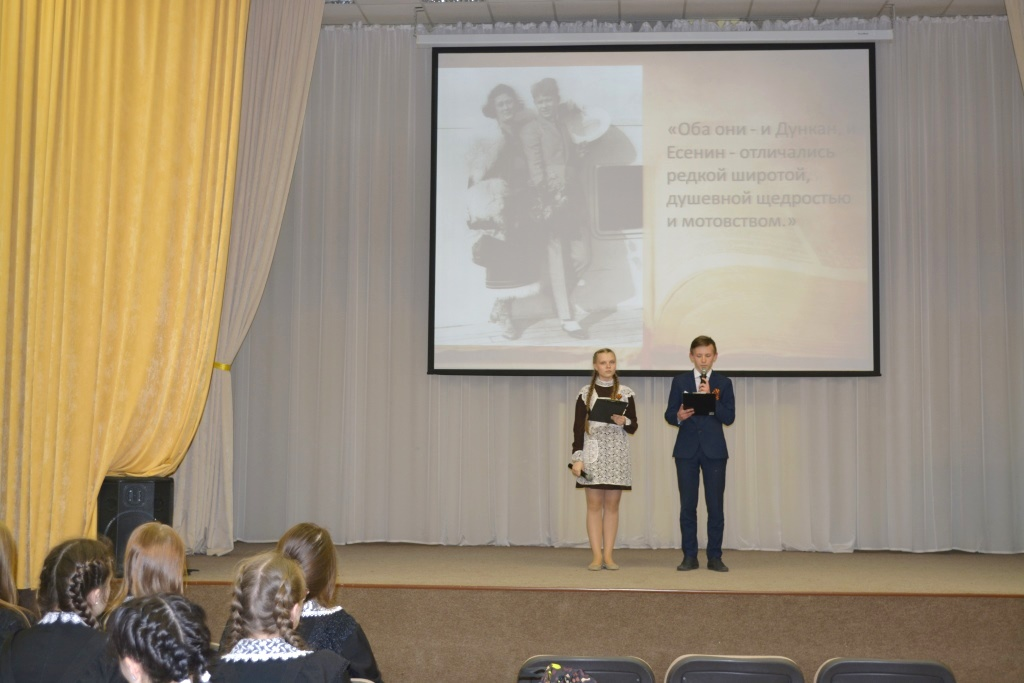 «Оба они - и Дункан, и
Есенин - отличались
редкой широтой,
душевной щедростью
и мотовством.»